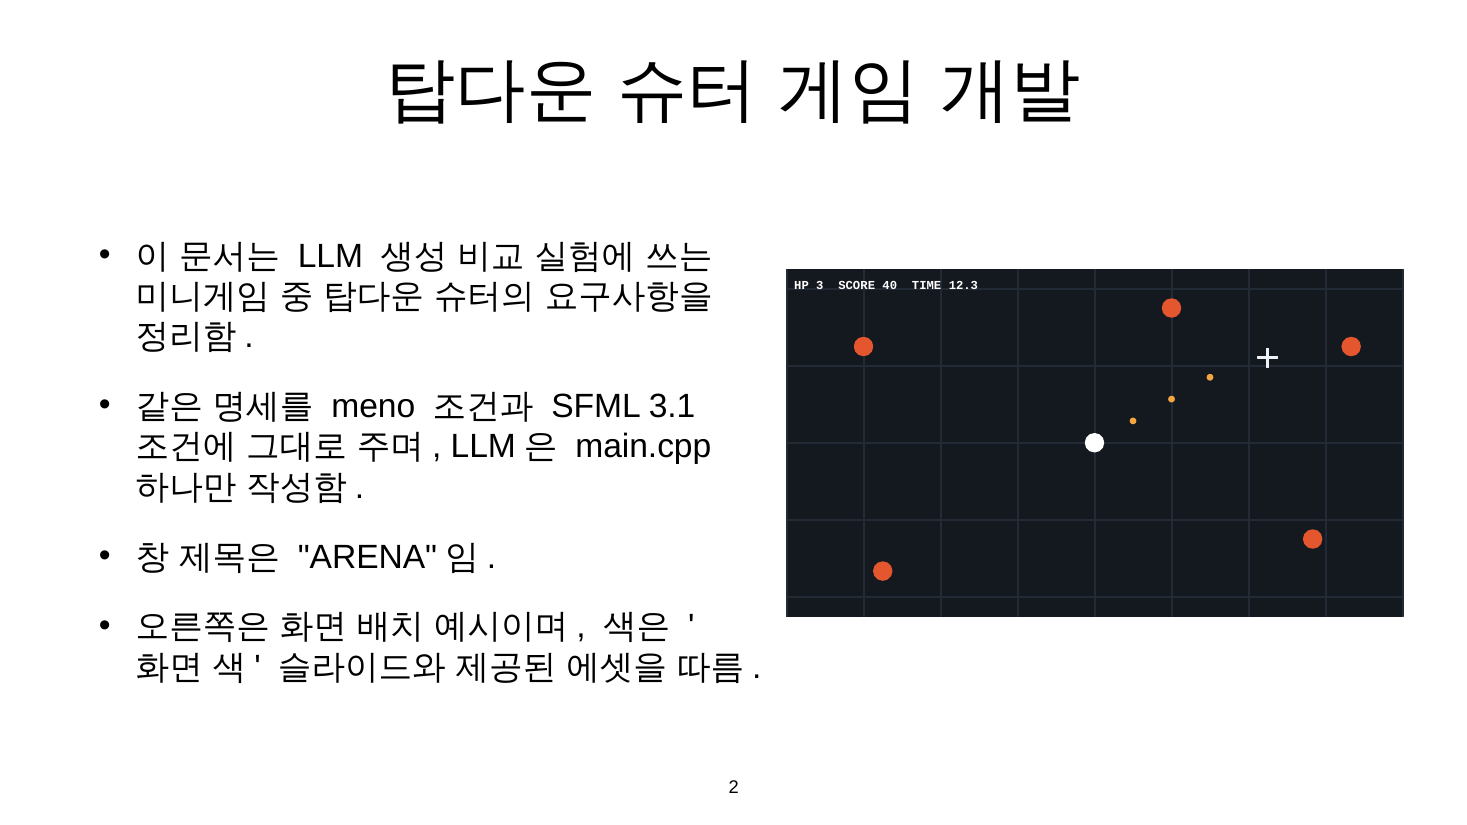 탑다운 슈터 게임 개발
• 이 문서는 LLM 생성 비교 실험에 쓰는
미니게임 중 탑다운 슈터의 요구사항을
정리함 .
• 같은 명세를 meno 조건과 SFML 3.1
조건에 그대로 주며 , LLM 은 main.cpp
하나만 작성함 .
• 창 제목은 "ARENA" 임 .
• 오른쪽은 화면 배치 예시이며 , 색은 '
화면 색 ' 슬라이드와 제공된 에셋을 따름 .
HP 3 SCORE 40 TIME 12.3
2